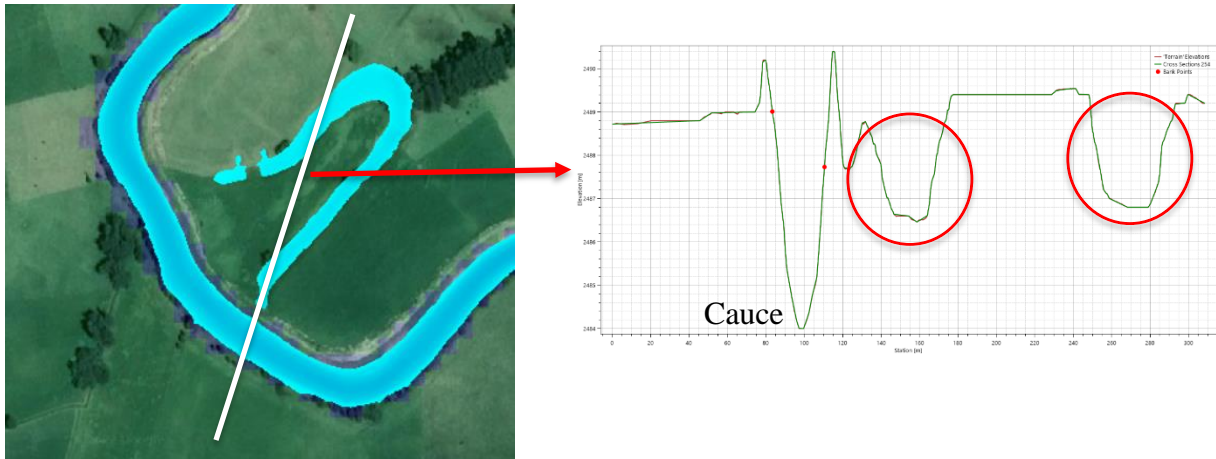 'Terrain' Elevations
Cross Sections 254
Bank Points
2490
2489
2488
2487
2486
2485
2484
Elevation [m]
Cauce
0 20 40 60 80 100 120 140 160 180 200 220 240 260 280 300
Station [m]